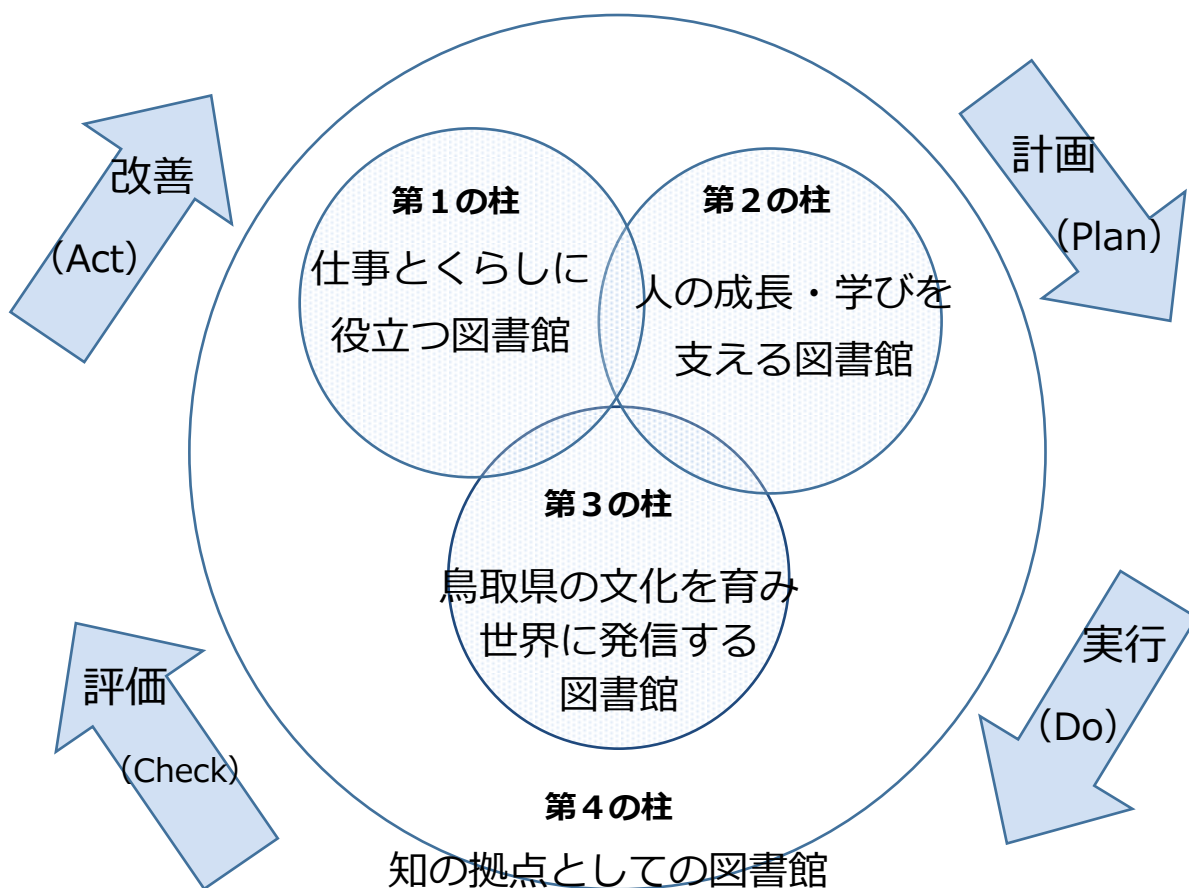 改善
(Act)
計画
(Plan)
第１の柱
仕事とくらしに
役立つ図書館
第２の柱
人の成長・学びを
支える図書館
第３の柱
鳥取県の文化を育み
世界に発信する
図書館
評価
(Check)
実行
(Do)
第４の柱
知の拠点としての図書館